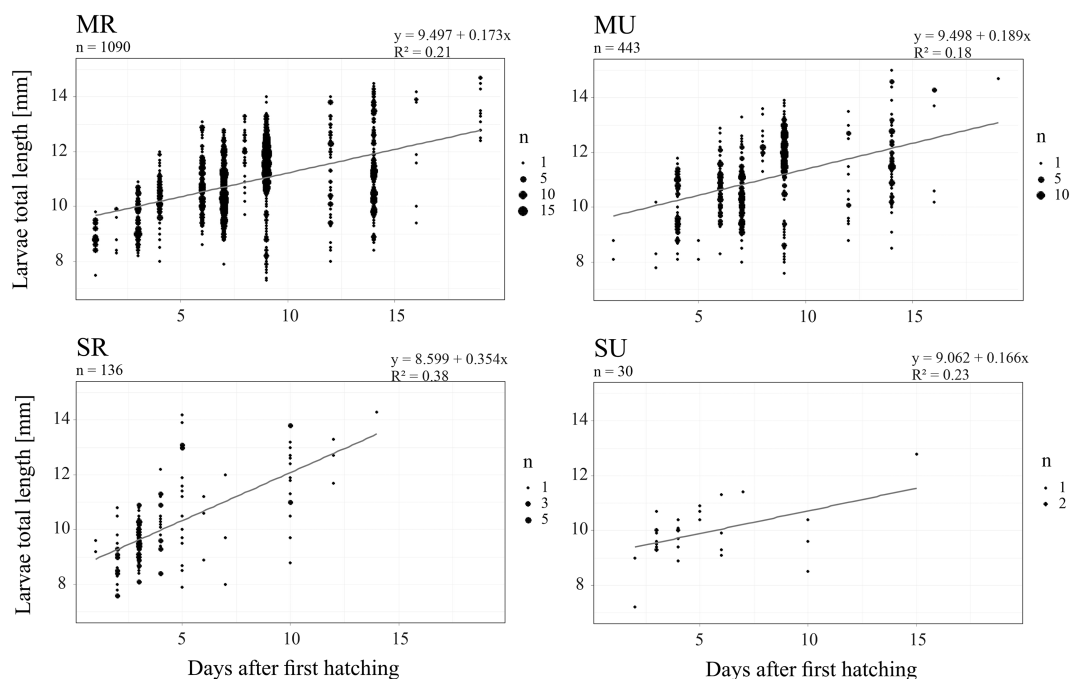 MR
n = 1090
y = 9.497 + 0.173x
R² = 0.21
Larvae total length [mm]
14
12
10
8
5
10
15
n
1
5
10
15
MU
n = 443
y = 9.498 + 0.189x
R² = 0.18
14
12
10
8
5
10
15
n
1
5
10
SR
n = 136
y = 8.599 + 0.354x
R² = 0.38
Larvae total length [mm]
14
12
10
8
5
10
15
Days after first hatching
n
1
3
5
SU
n = 30
y = 9.062 + 0.166x
R² = 0.23
14
12
10
8
5
10
15
Days after first hatching
n
1
2